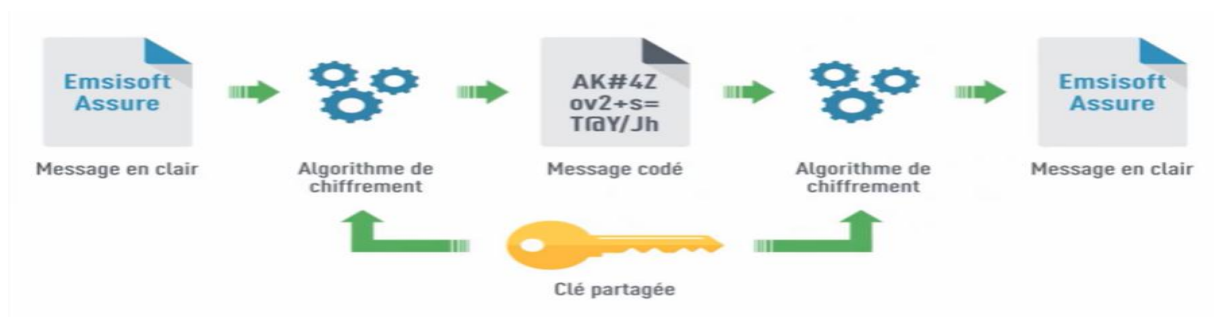 Emsisoft
Assure
AK#4Z
ov2+s=
T@Y/Jh
Emsisoft
Assure
Message en clair
Algorithme de
chiffrement
Message codé
Algorithme de
chiffrement
Message en clair
Clé partagée